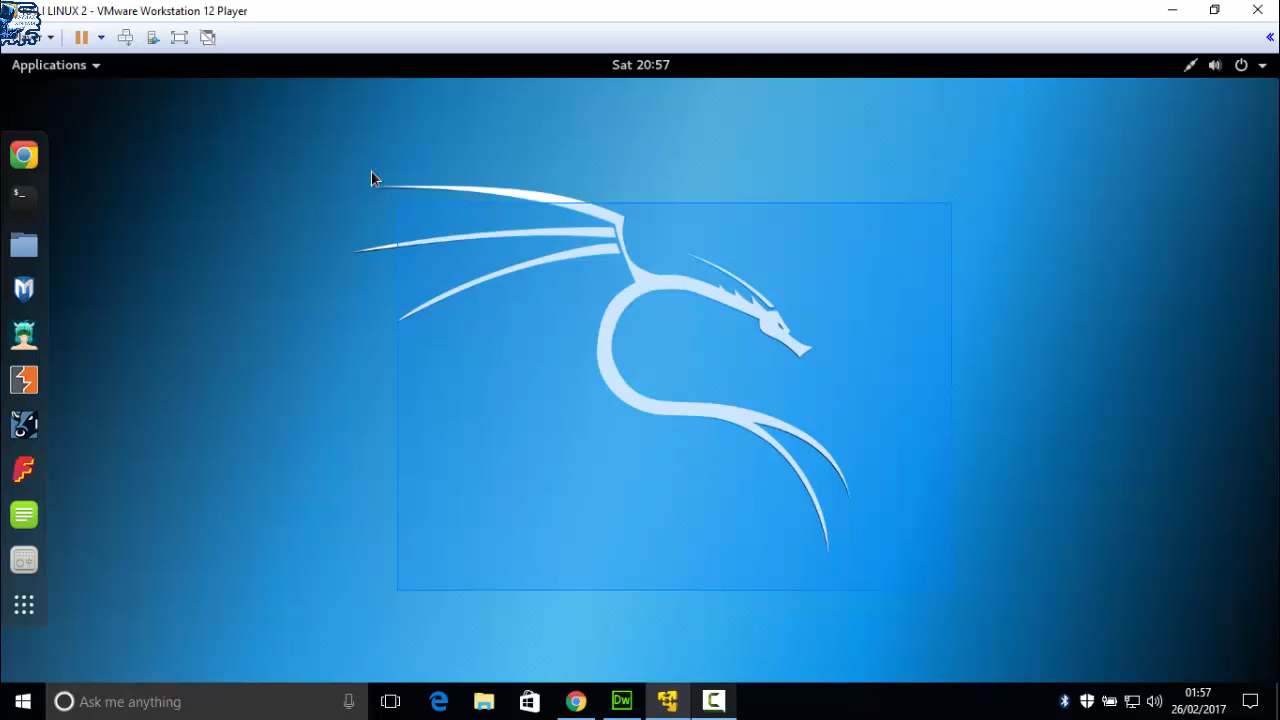 LI LINUX 2 - VMware Workstation 12 Player
Applications
Sat 20:57
Ask me anything
Dw
01:57
26/02/2017